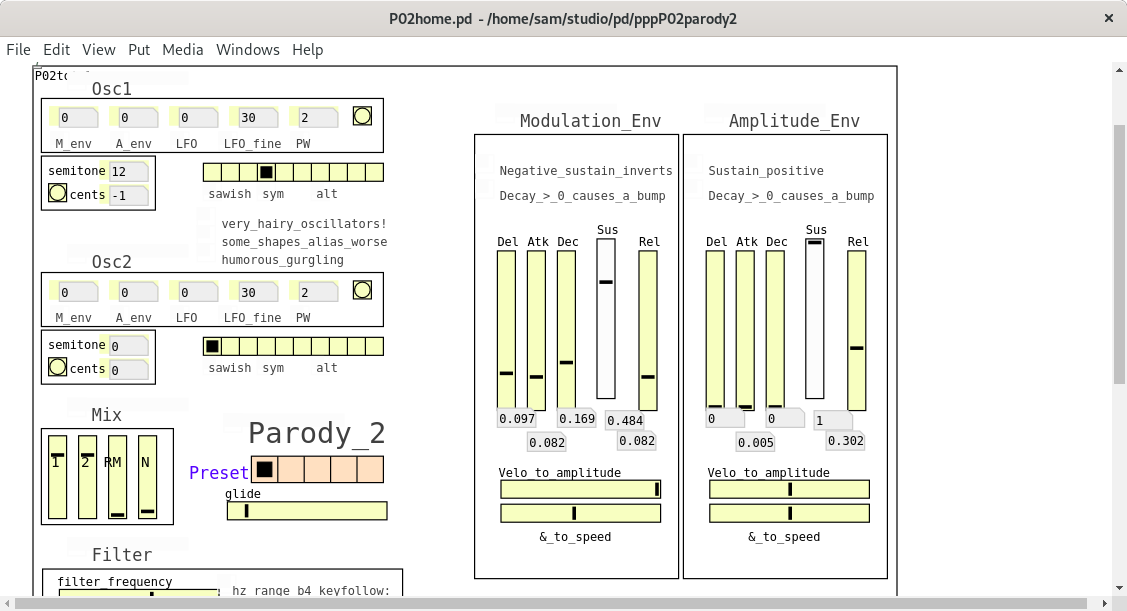 P02home.pd - /home/sam/studio/pd/pppP02parody2
File Edit View Put Media Windows Help
Osc1
0 0 0 30 2
M_env A_env LFO LFO_fine PW
semitone 12
cents -1
sawish sym alt
very_hairy_oscillators!
some_shapes_alias_worse
humorous_gurgling
Osc2
0 0 0 30 2
M_env A_env LFO LFO_fine PW
semitone 0
cents 0
sawish sym alt
Mix
1 2 RM N
Parody_2
Preset
glide
Filter
filter_frequency
hz range b4 keyfollow:
Modulation_Env
Negative_sustain_inverts
Decay_>_0_causes_a_bump
Del Atk Dec Sus Rel
0.097 0.169 0.484
0.082 0.082
Velo_to_amplitude
&_to_speed
Amplitude_Env
Sustain_positive
Decay_>_0_causes_a_bump
Del Atk Dec Sus Rel
0 0 1
0.005 0.302
Velo_to_amplitude
&_to_speed